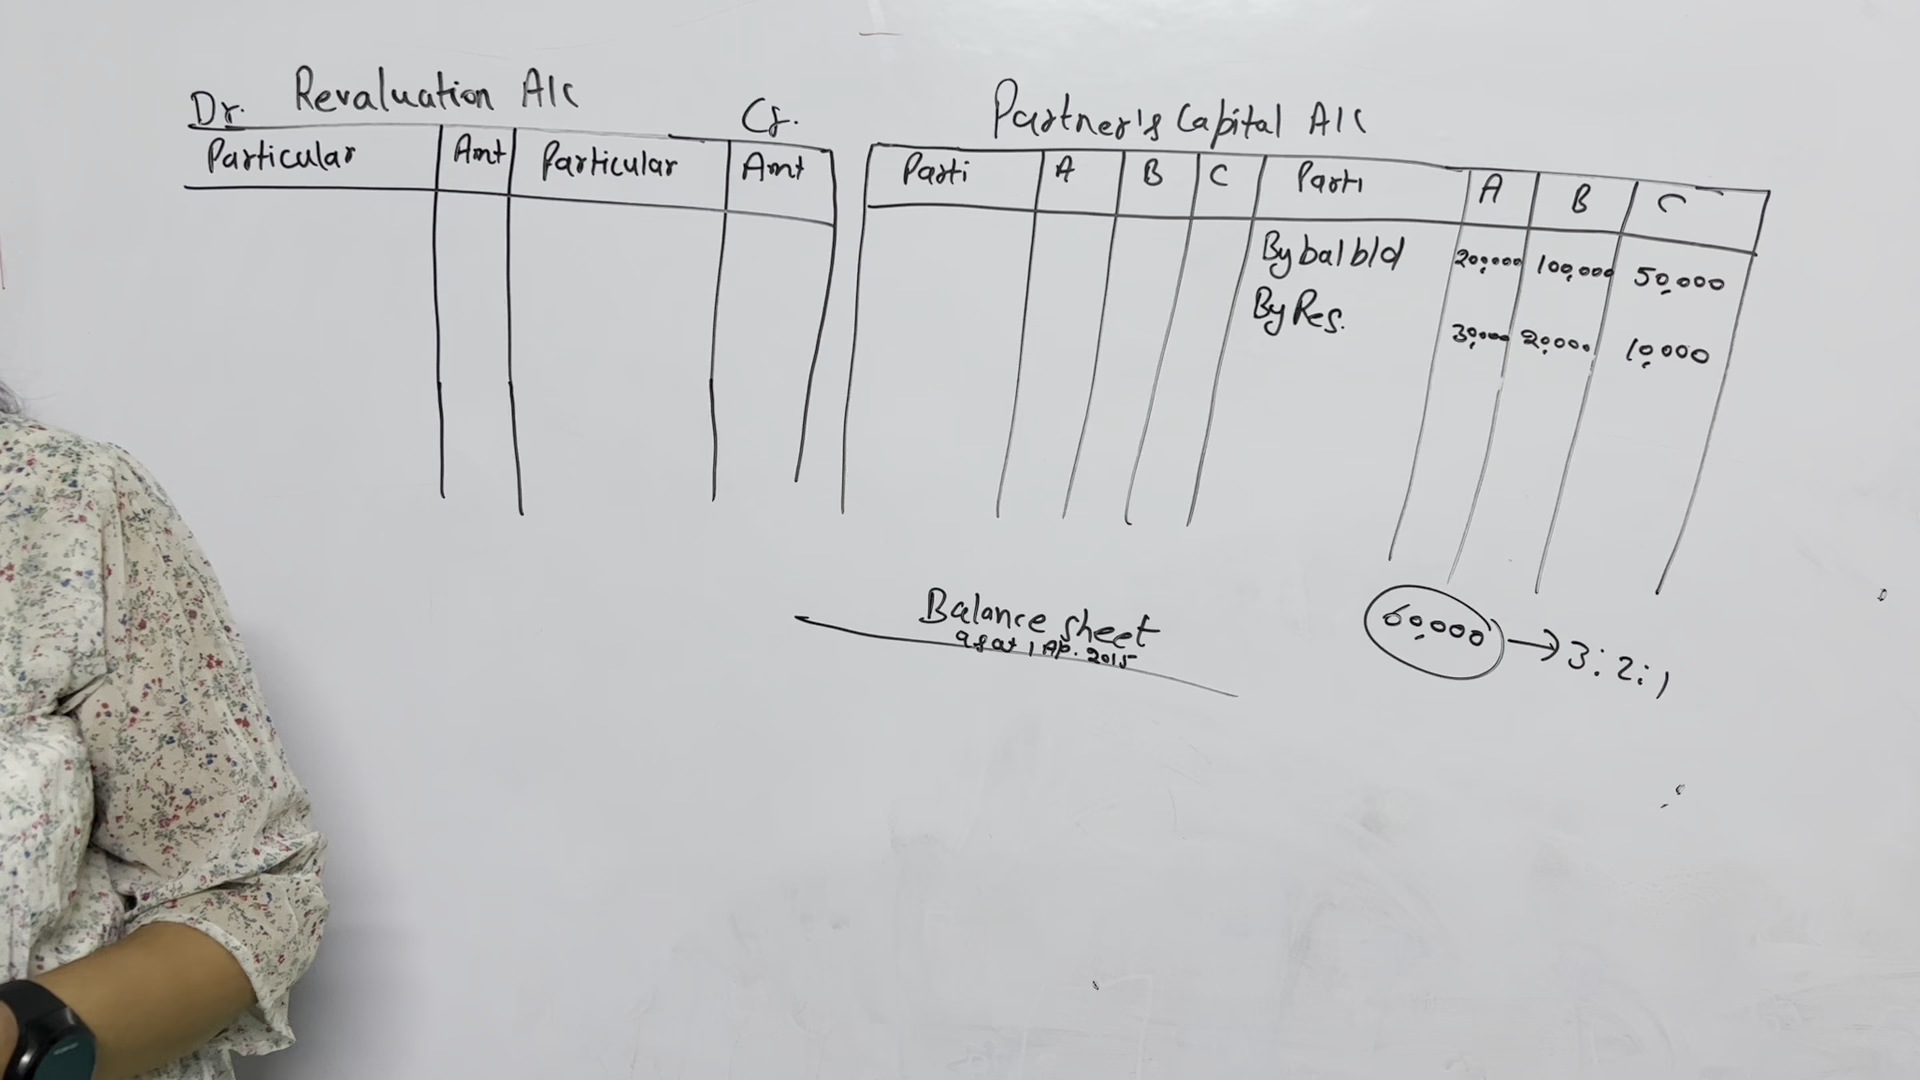 Dr. Revaluation A/C Cr.
Particular Amt Particular Amt
Partner's Capital A/C
Parti A B C Parti A B C
By bal b/d 20,000 100,000 50,000
By Res. 30,000 20,000 10,000
60,000 → 3:2:1
Balance sheet
as at 1 Ap. 2015